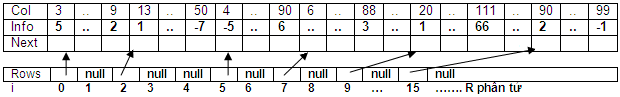 Col 3 .. 9 13 .. 50 4 .. 90 6 .. 88 .. 20 .. 111 .. 90 .. 99
Info 5 .. 2 1 .. -7 -5 .. 6 .. .. 3 .. 1 .. 66 .. 2 .. -1
Next
Rows null null null null null null null
i 0 1 2 3 4 5 6 7 8 9 ... 15 ....... R phần tử